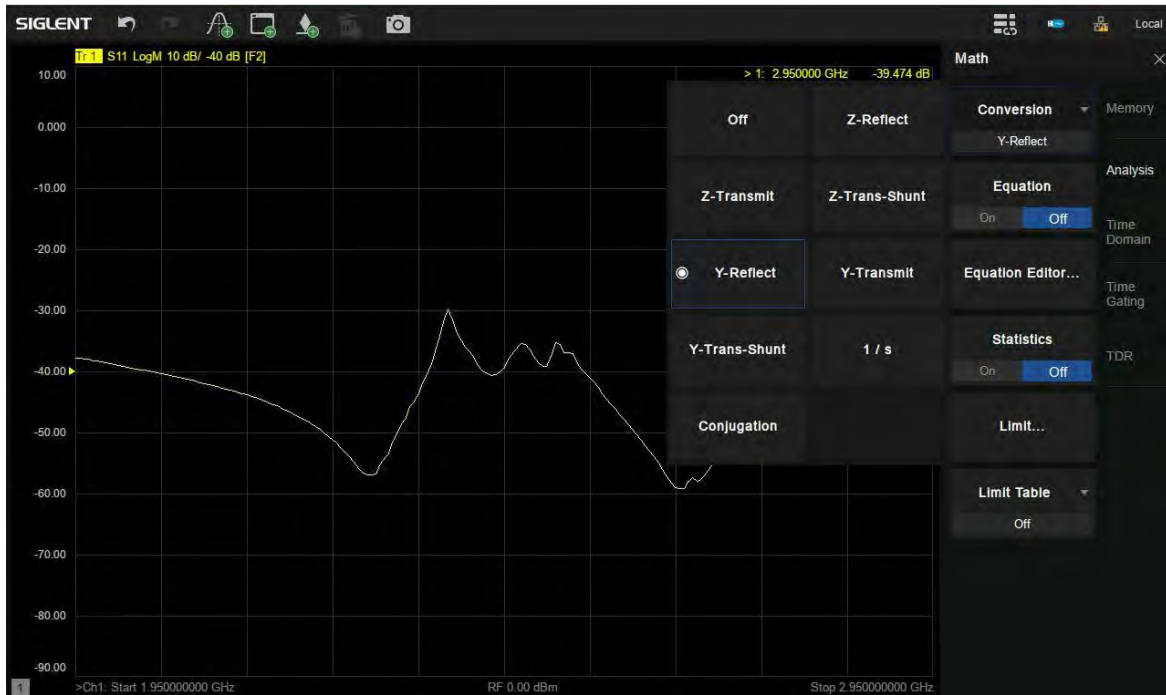 SIGLENT
Local
Tr 1 S11 LogM 10 dB/ -40 dB [F2]
> 1: 2.950000 GHz -39.474 dB
10.00
0.000
-10.00
-20.00
-30.00
-40.00
-50.00
-60.00
-70.00
-80.00
-90.00
Off
Z-Reflect
Z-Transmit
Z-Trans-Shunt
Y-Reflect
Y-Transmit
Y-Trans-Shunt
1 / s
Conjugation
Math
Conversion
Y-Reflect
Equation
On Off
Equation Editor...
Statistics
On Off
Limit...
Limit Table
Off
Memory
Analysis
Time
Domain
Time
Gating
TDR
1 >Ch1: Start 1.950000000 GHz RF 0.00 dBm Stop 2.950000000 GHz